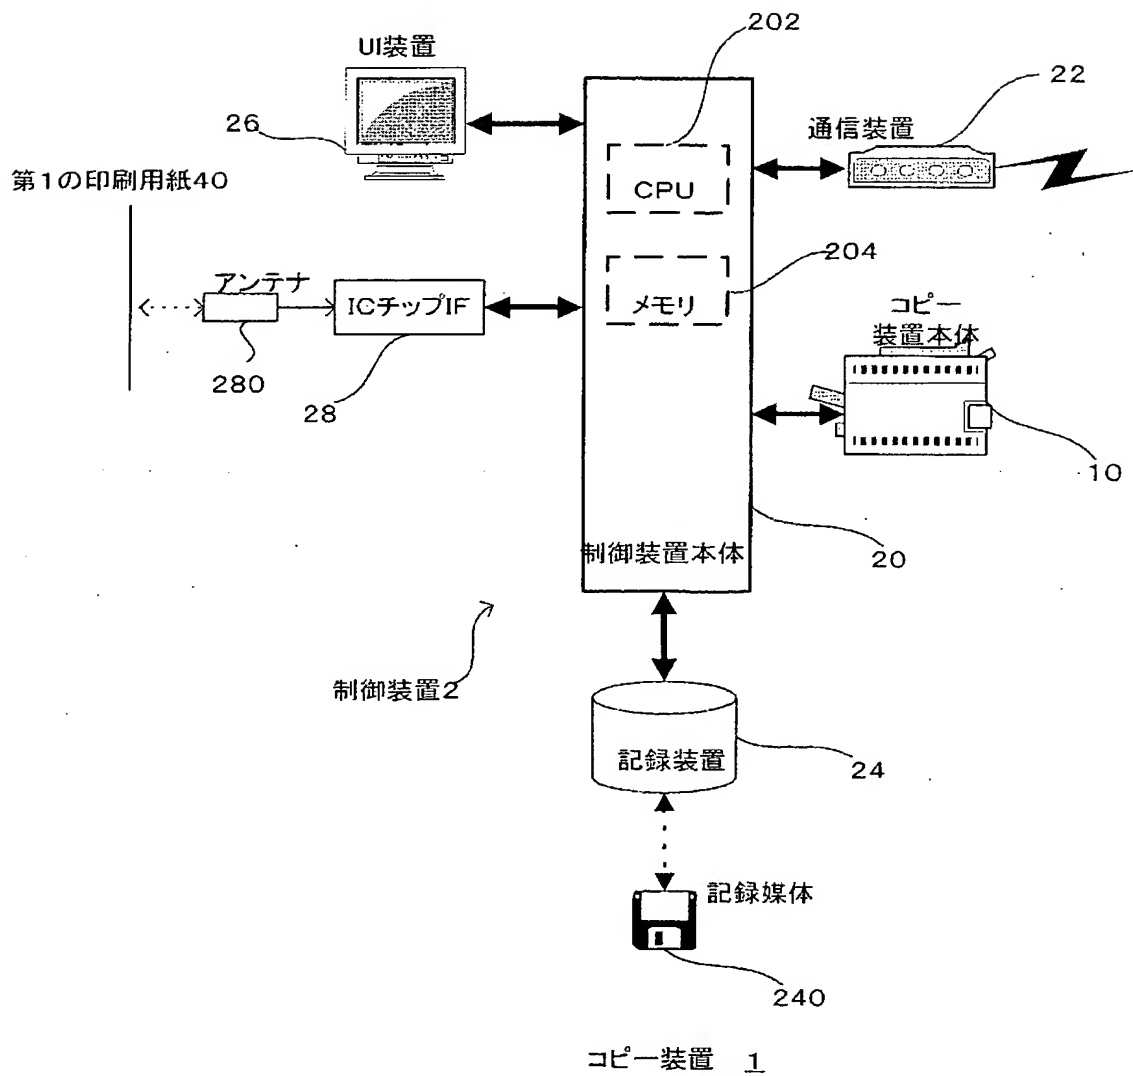 202
UI装置
22
26
通信装置
CPU
第1の印刷用紙40
204
アンテナ
ICチップIF
メモリ
コピー
装置本体
280
28
10
制御装置本体
20
制御装置2
記録装置
24
記録媒体
240
コピー装置 1